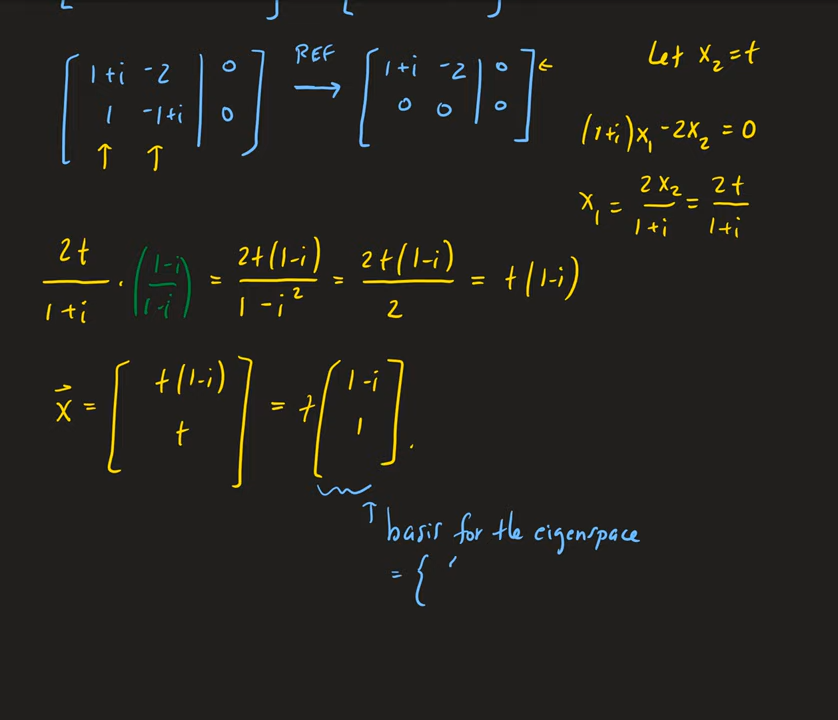 [ 1+i -2 | 0 ] REF → [ 1+i -2 | 0 ] ←
[ 1 -1+i | 0 ] [ 0 0 | 0 ]
↑ ↑
Let x₂ = t
(1+i)x₁ - 2x₂ = 0
x₁ = 2x₂/(1+i) = 2t/(1+i)
2t/(1+i) · ((1-i)/(1-i)) = 2t(1-i)/(1-i²) = 2t(1-i)/2 = t(1-i)
x⃗ = [ t(1-i) ; t ] = t [ 1-i ; 1 ].
↑ basis for the eigenspace
= {